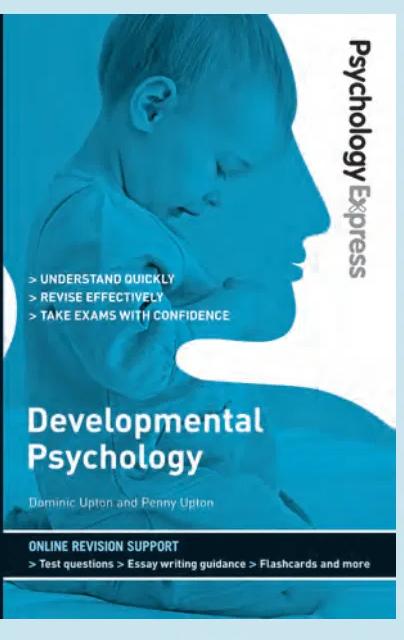 Psychology Express
> UNDERSTAND QUICKLY
> REVISE EFFECTIVELY
> TAKE EXAMS WITH CONFIDENCE
Developmental
Psychology
Dominic Upton and Penny Upton
ONLINE REVISION SUPPORT
> Test questions > Essay writing guidance > Flashcards and more